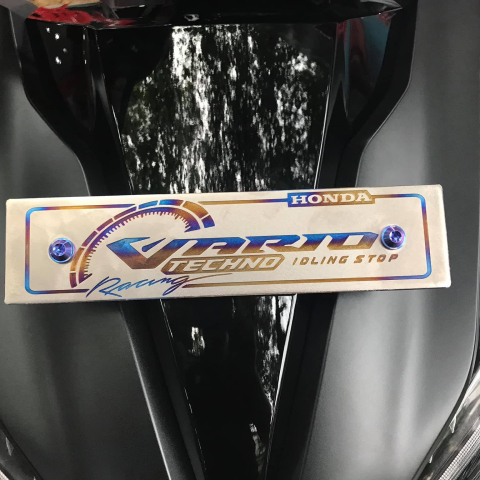 HONDA
VARIO
TECHNO IDLING STOP
Racing